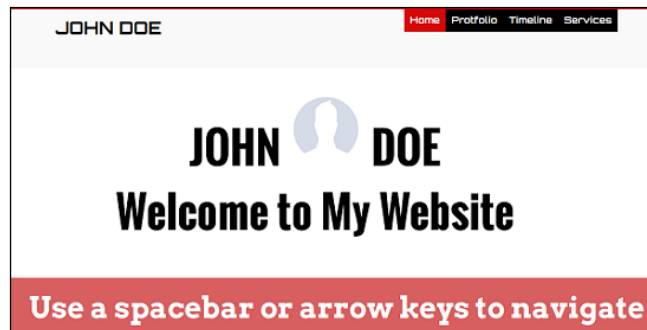 JOHN DOE
Home Protfolio Timeline Services
JOHN DOE
Welcome to My Website
Use a spacebar or arrow keys to navigate